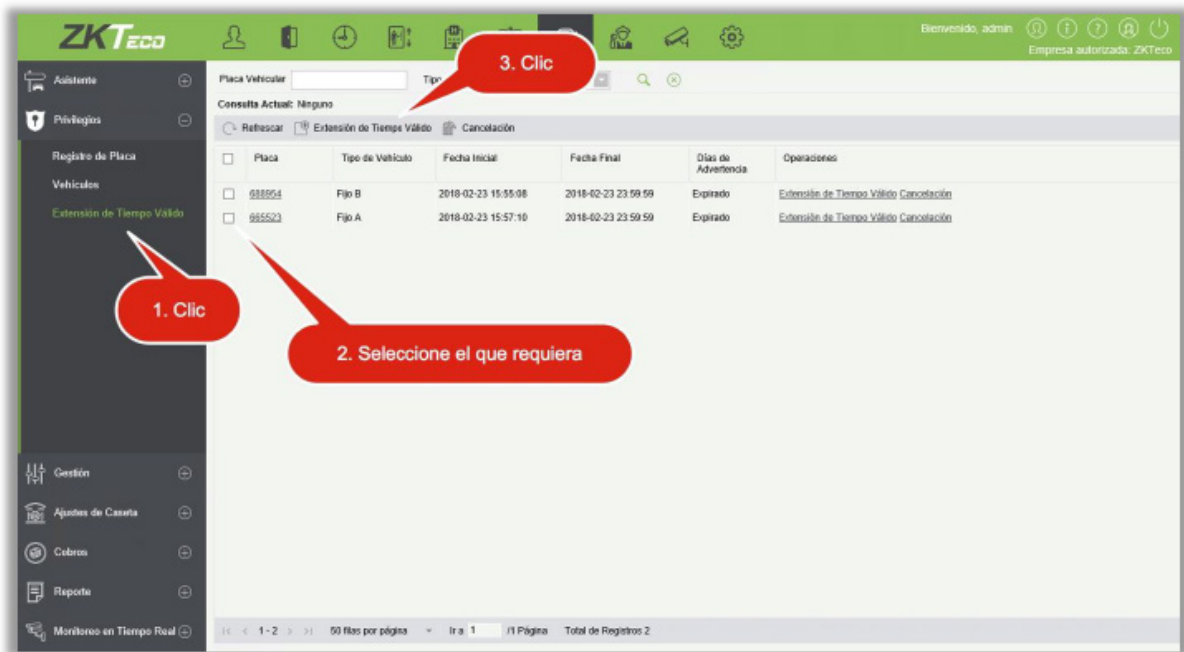 ZKTeco
Bienvenido, admin
Empresa autorizada: ZKTeco
Asistente
Privilegios
Registro de Placa
Vehículos
Extensión de Tiempo Válido
Gestión
Ajustes de Caseta
Cobros
Reporte
Monitoreo en Tiempo Real
Placa Vehicular
3. Clic
Consulta Actual: Ninguno
Refrescar Extensión de Tiempo Válido Cancelación
Placa Tipo de Vehículo Fecha Inicial Fecha Final Días de Advertencia Operaciones
688954 Fijo B 2018-02-23 15:55:08 2018-02-23 23:59:59 Expirado Extensión de Tiempo Válido Cancelación
665523 Fijo A 2018-02-23 15:57:10 2018-02-23 23:59:59 Expirado Extensión de Tiempo Válido Cancelación
1. Clic
2. Seleccione el que requiera
1-2 50 filas por página Ir a 1 /1 Página Total de Registros 2